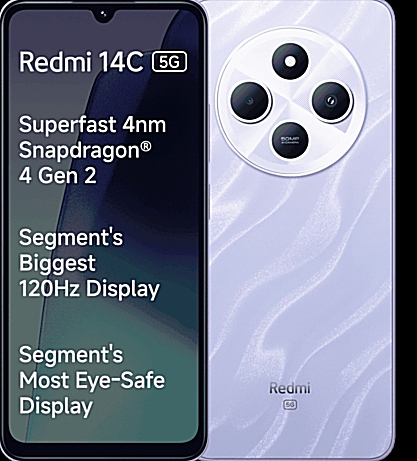 Redmi 14C 5G
Superfast 4nm
Snapdragon®
4 Gen 2
Segment's
Biggest
120Hz Display
Segment's
Most Eye-Safe
Display
50MP
Redmi
5G